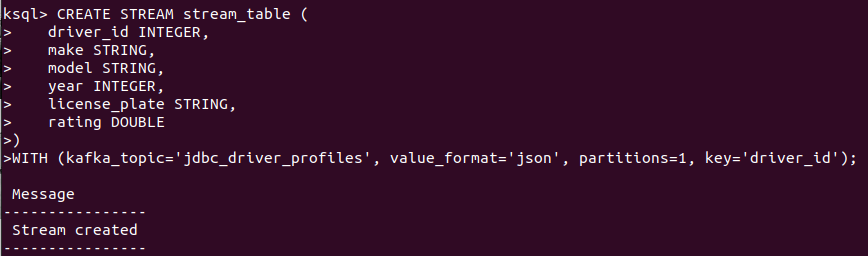 ksql> CREATE STREAM stream_table (
>    driver_id INTEGER,
>    make STRING,
>    model STRING,
>    year INTEGER,
>    license_plate STRING,
>    rating DOUBLE
>)
>WITH (kafka_topic='jdbc_driver_profiles', value_format='json', partitions=1, key='driver_id');
 Message
----------------
 Stream created
----------------